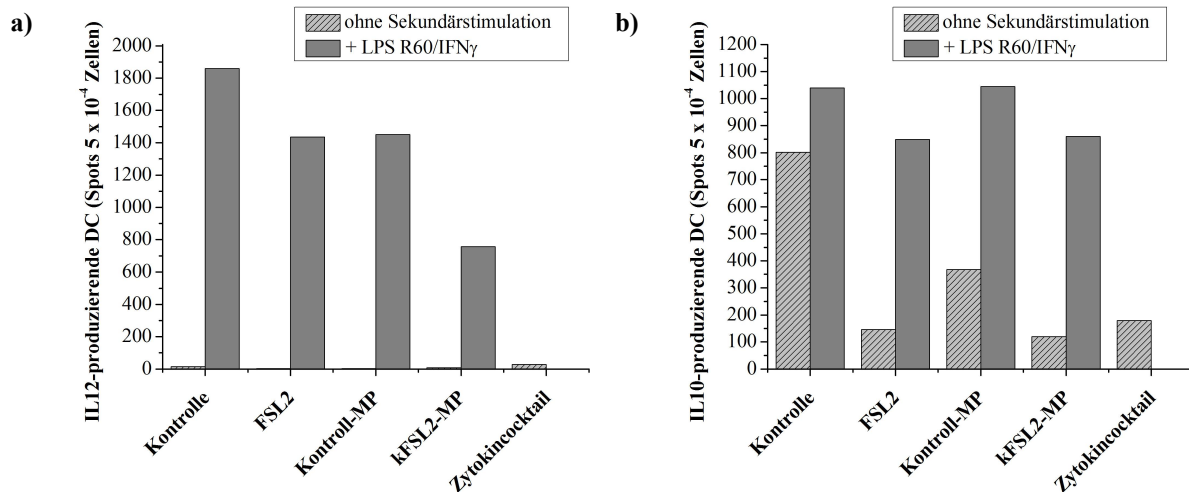 a)
ohne Sekundärstimulation
+ LPS R60/IFNγ
IL12-produzierende DC (Spots 5 x 10⁻⁴ Zellen)
2000
1800
1600
1400
1200
1000
800
600
400
200
0
Kontrolle
FSL2
Kontroll-MP
kFSL2-MP
Zytokincocktail
b)
ohne Sekundärstimulation
+ LPS R60/IFNγ
IL10-produzierende DC (Spots 5 x 10⁻⁴ Zellen)
1200
1100
1000
900
800
700
600
500
400
300
200
100
0
Kontrolle
FSL2
Kontroll-MP
kFSL2-MP
Zytokincocktail